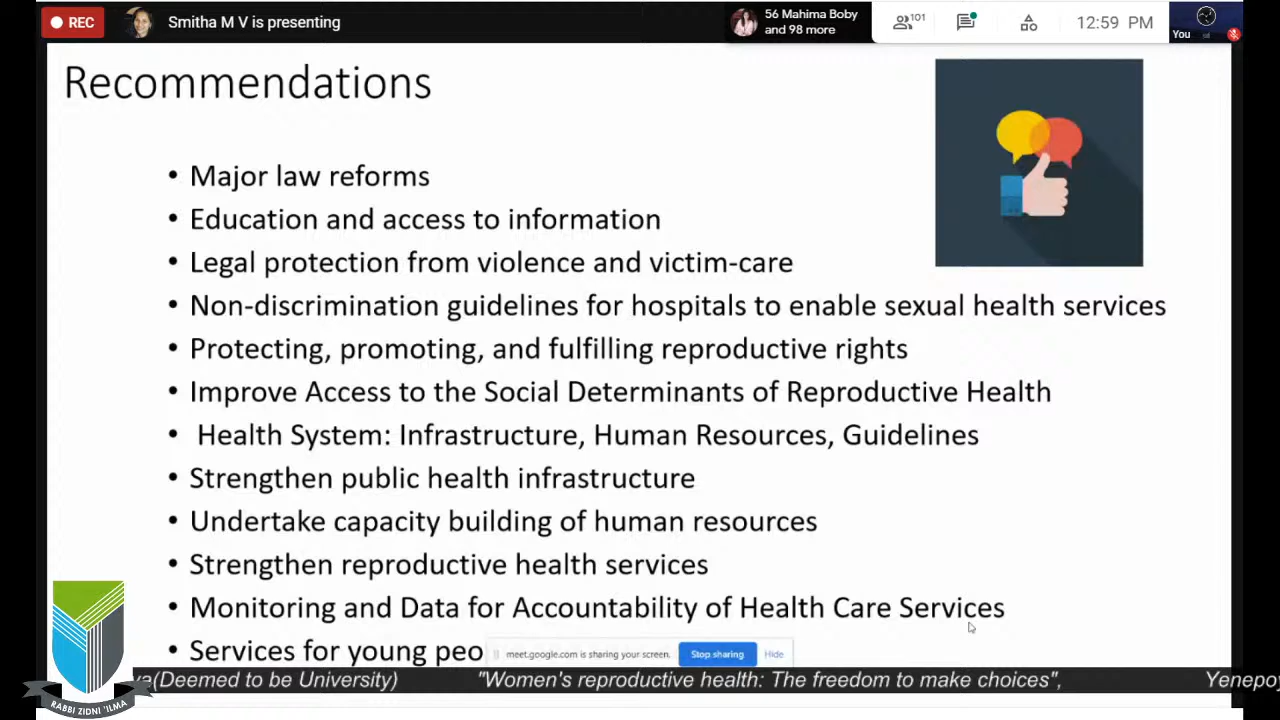 REC
Smitha M V is presenting
56 Mahima Boby
and 98 more
101
12:59 PM
You
Recommendations
• Major law reforms
• Education and access to information
• Legal protection from violence and victim-care
• Non-discrimination guidelines for hospitals to enable sexual health services
• Protecting, promoting, and fulfilling reproductive rights
• Improve Access to the Social Determinants of Reproductive Health
• Health System: Infrastructure, Human Resources, Guidelines
• Strengthen public health infrastructure
• Undertake capacity building of human resources
• Strengthen reproductive health services
• Monitoring and Data for Accountability of Health Care Services
• Services for young peo
meet.google.com is sharing your screen. Stop sharing Hide
va(Deemed to be University) "Women's reproductive health: The freedom to make choices", Yenepoy
RABBI ZIDNI 'ILMA